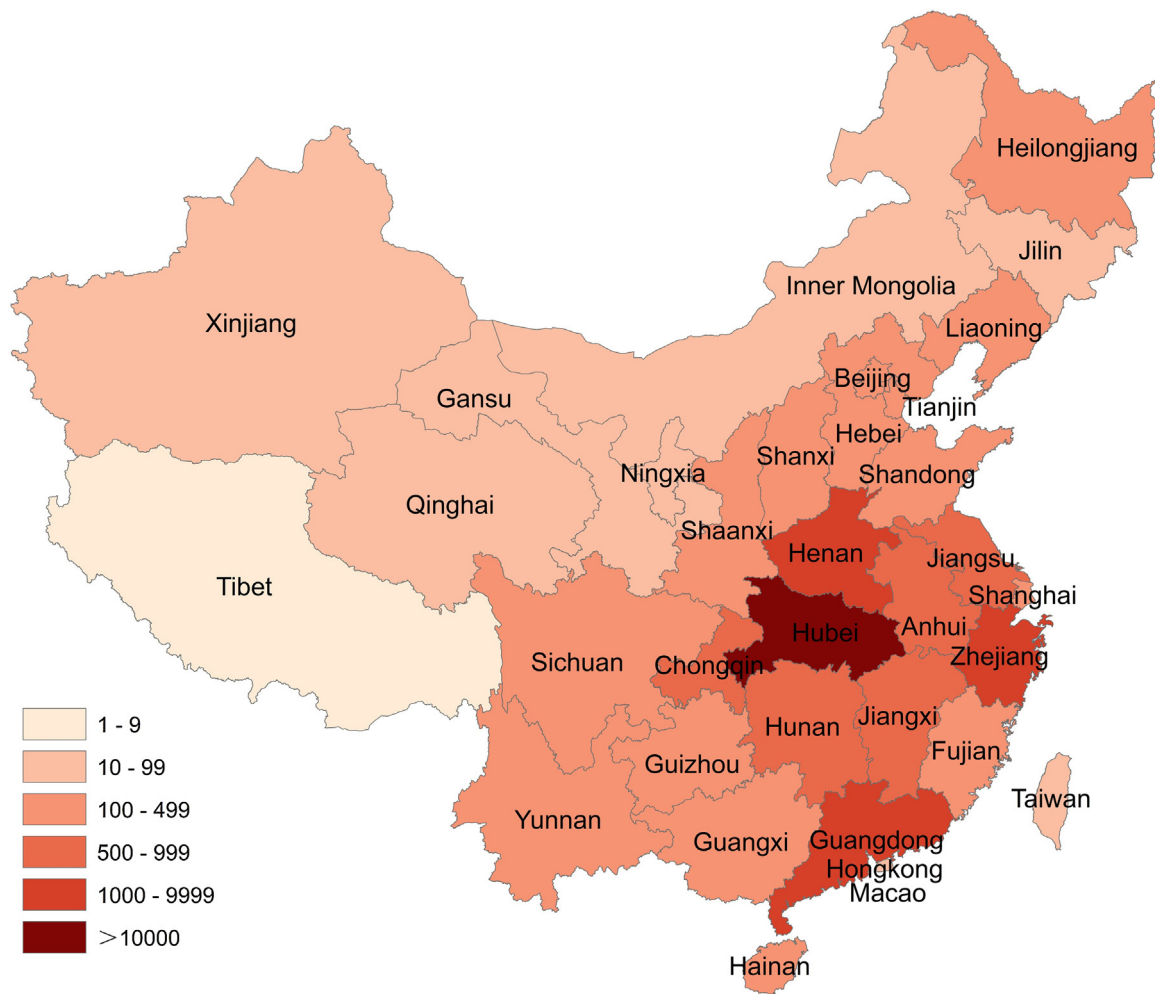 Heilongjiang
Jilin
Inner Mongolia
Xinjiang
Liaoning
Beijing
Gansu
Tianjin
Hebei
Shanxi
Shandong
Ningxia
Qinghai
Shaanxi
Henan
Jiangsu
Tibet
Shanghai
Hubei
Anhui
Zhejiang
Sichuan
Chongqin
Jiangxi
Hunan
Fujian
Guizhou
Taiwan
Yunnan
Guangxi
Guangdong
Hongkong
Macao
Hainan
1 - 9
10 - 99
100 - 499
500 - 999
1000 - 9999
>10000